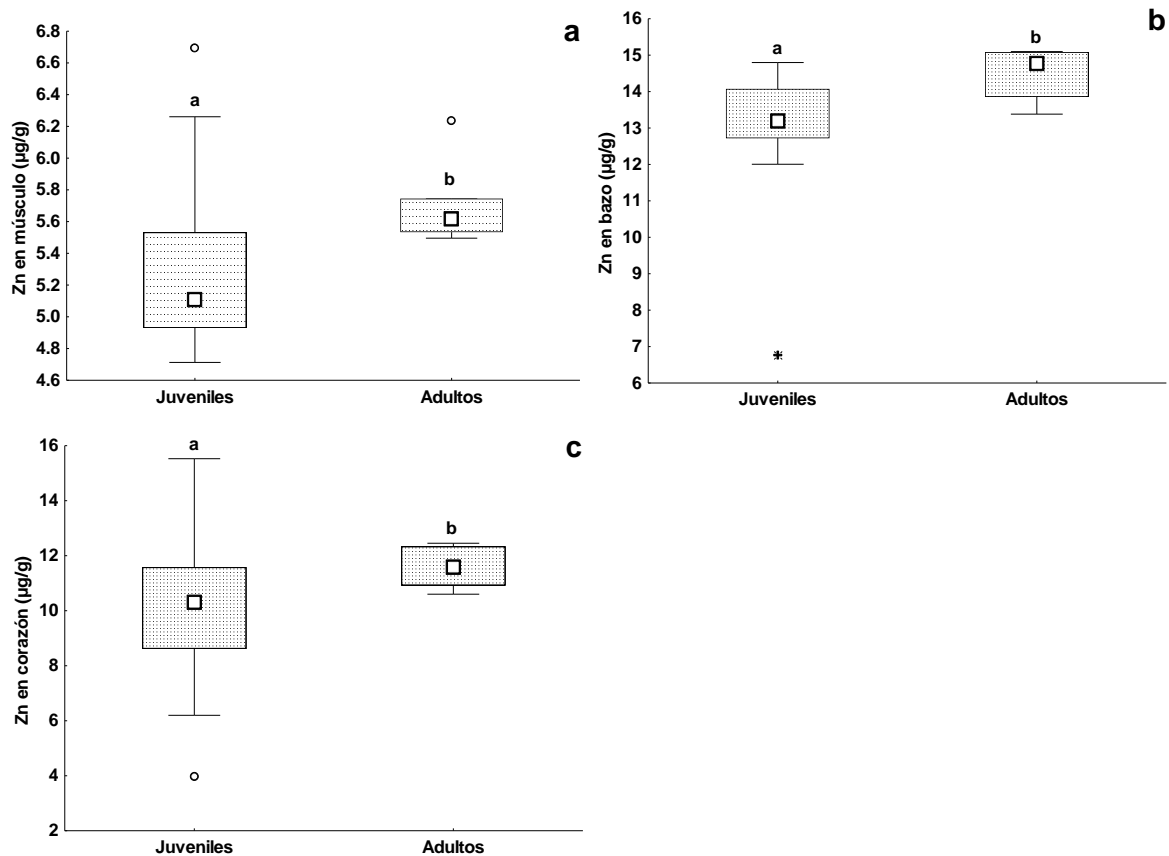 a
Zn en músculo (µg/g)
6.8
6.6
6.4
6.2
6.0
5.8
5.6
5.4
5.2
5.0
4.8
4.6
a
b
Juveniles Adultos
b
Zn en bazo (µg/g)
16
15
14
13
12
11
10
9
8
7
6
a
b
Juveniles Adultos
c
Zn en corazón (µg/g)
16
14
12
10
8
6
4
2
a
b
Juveniles Adultos